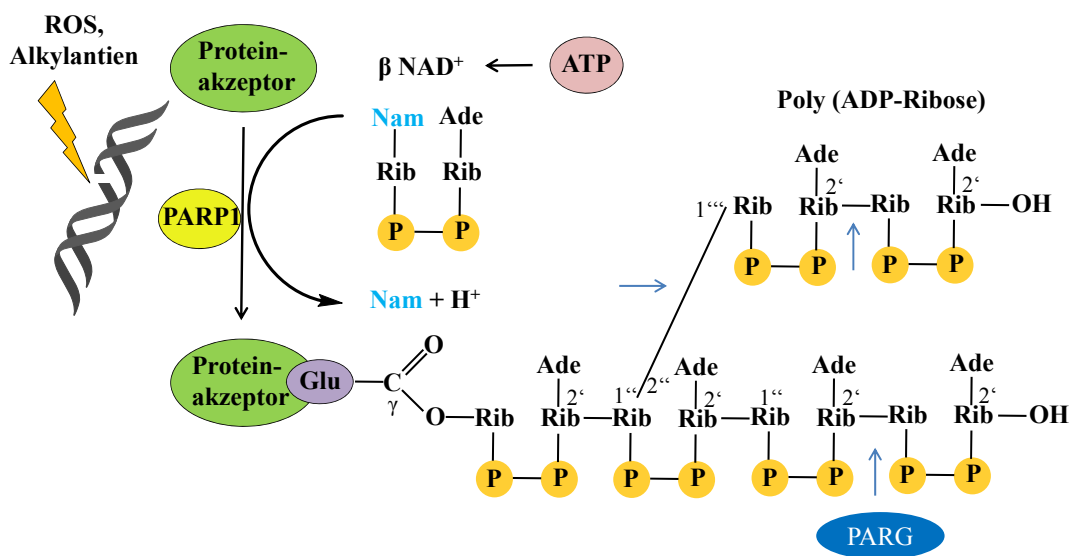 ROS,
Alkylantien
Protein-
akzeptor
β NAD⁺
ATP
Nam Ade
Rib Rib
P P
PARP1
Nam + H⁺
Poly (ADP-Ribose)
Ade Ade
1‘‘‘ Rib Rib 2‘ Rib Rib 2‘ OH
P P P P
Protein-
akzeptor
Glu
C
γ
O
O
Ade Ade Ade Ade
Rib Rib 2‘ 1‘‘ Rib 2‘‘ Rib 2‘ 1‘‘ Rib Rib 2‘ Rib Rib 2‘ OH
P P P P P P P P
PARG